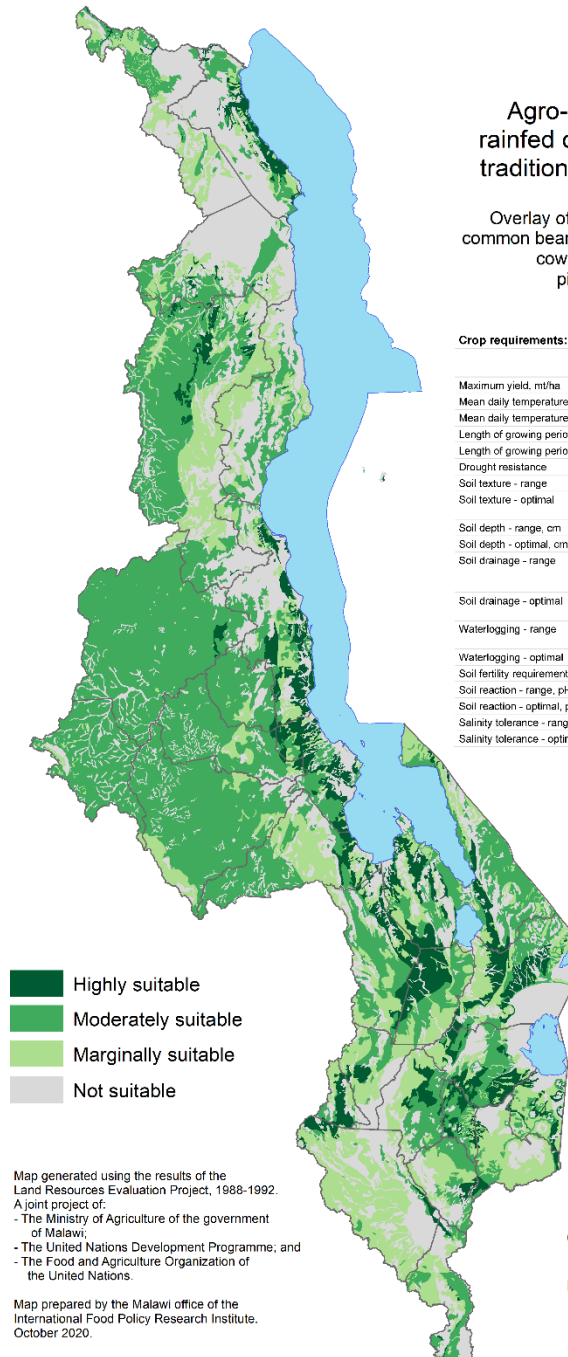 Agro-
rainfed c
tradition
Overlay of
common bear
cow
pi
Crop requirements:
Maximum yield, mt/ha
Mean daily temperature
Mean daily temperature
Length of growing perio
Length of growing perio
Drought resistance
Soil texture - range
Soil texture - optimal
Soil depth - range, cm
Soil depth - optimal, cm
Soil drainage - range
Soil drainage - optimal
Waterlogging - range
Waterlogging - optimal
Soil fertility requirement
Soil reaction - range, pH
Soil reaction - optimal, p
Salinity tolerance - rang
Salinity tolerance - optin
Highly suitable
Moderately suitable
Marginally suitable
Not suitable
Map generated using the results of the
Land Resources Evaluation Project, 1988-1992.
A joint project of:
- The Ministry of Agriculture of the government
of Malawi;
- The United Nations Development Programme; and
- The Food and Agriculture Organization of
the United Nations.
Map prepared by the Malawi office of the
International Food Policy Research Institute.
October 2020.